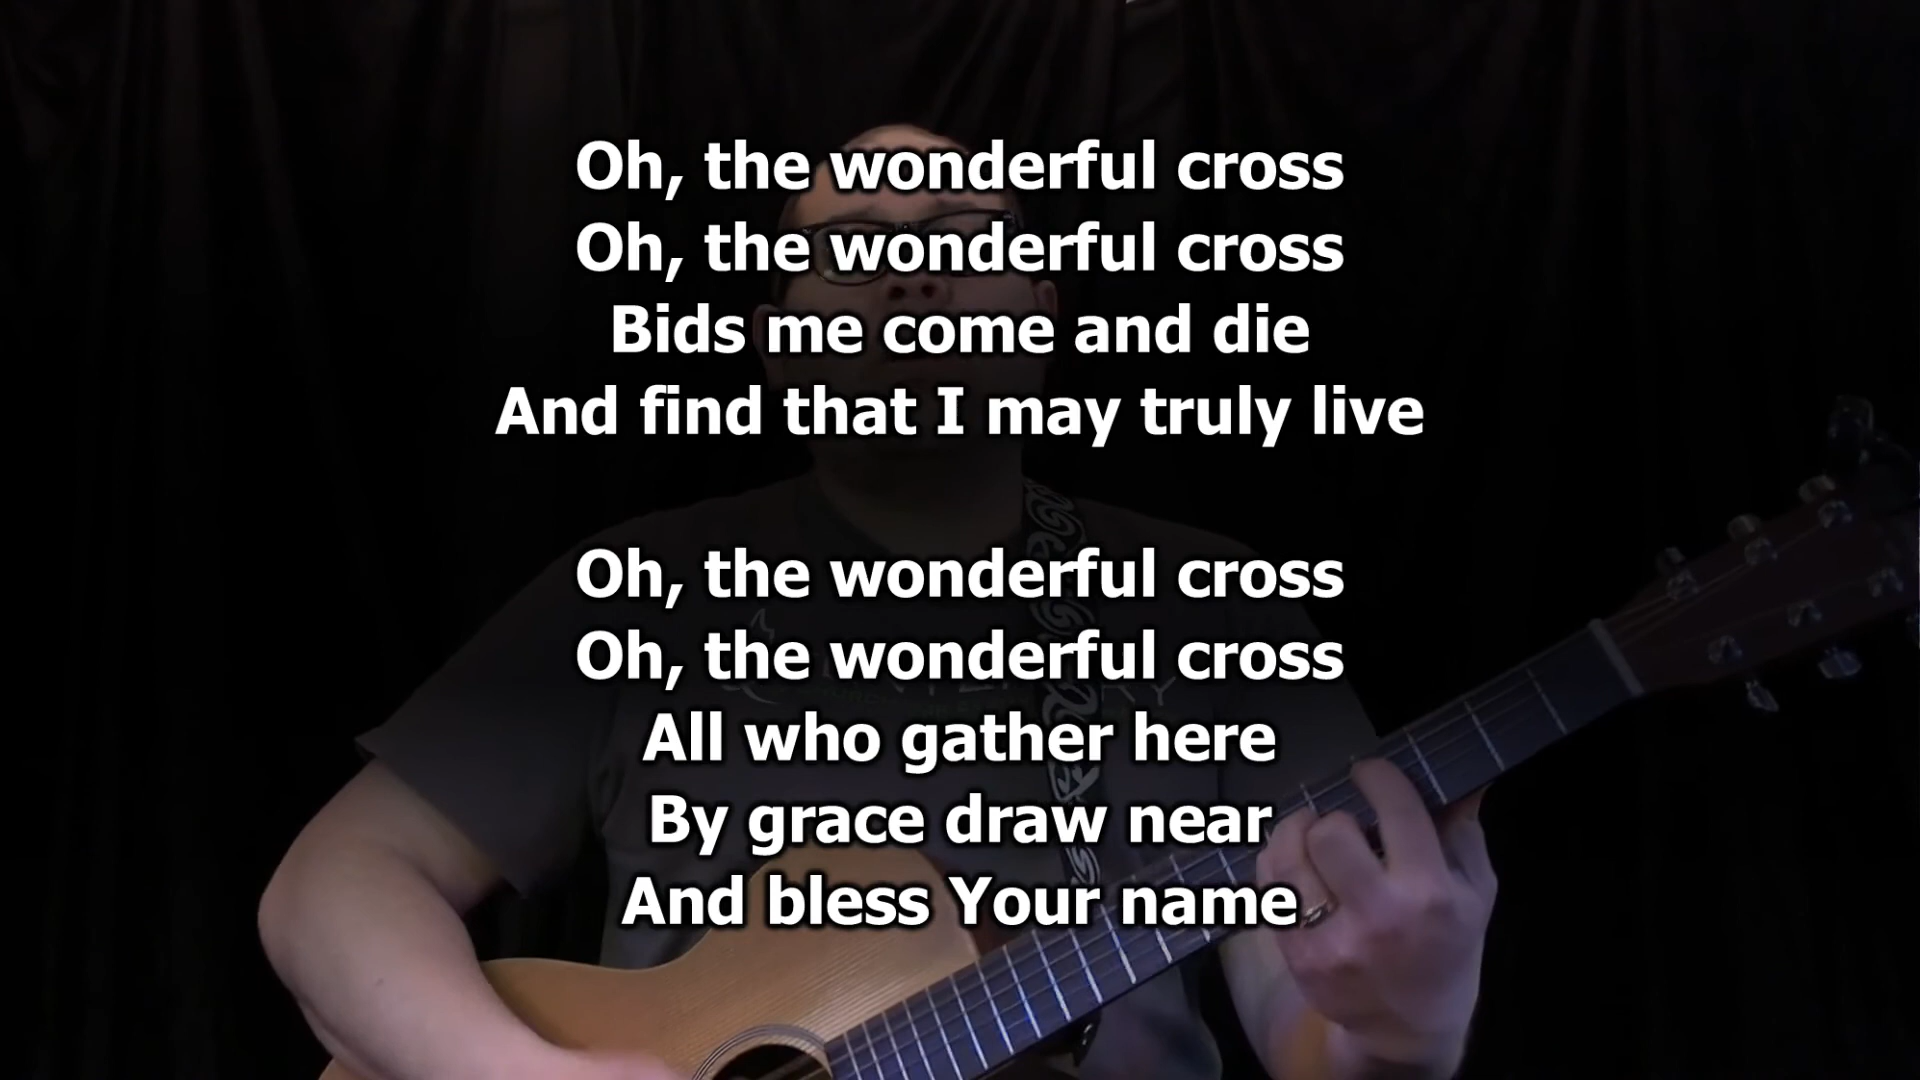 Oh, the wonderful cross
Oh, the wonderful cross
Bids me come and die
And find that I may truly live
Oh, the wonderful cross
Oh, the wonderful cross
All who gather here
By grace draw near
And bless Your name